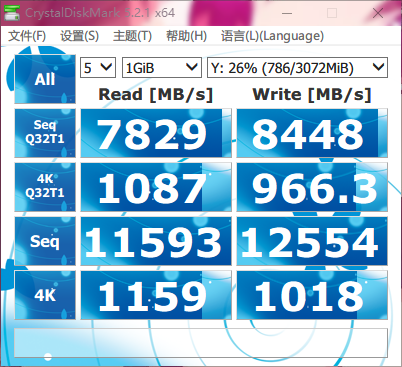 CrystalDiskMark 5.2.1 x64
文件(F) 设置(S) 主题(T) 帮助(H) 语言(L)(Language)
All 5 1GiB Y: 26% (786/3072MiB)
Read [MB/s] Write [MB/s]
Seq
Q32T1 7829 8448
4K
Q32T1 1087 966.3
Seq 11593 12554
4K 1159 1018